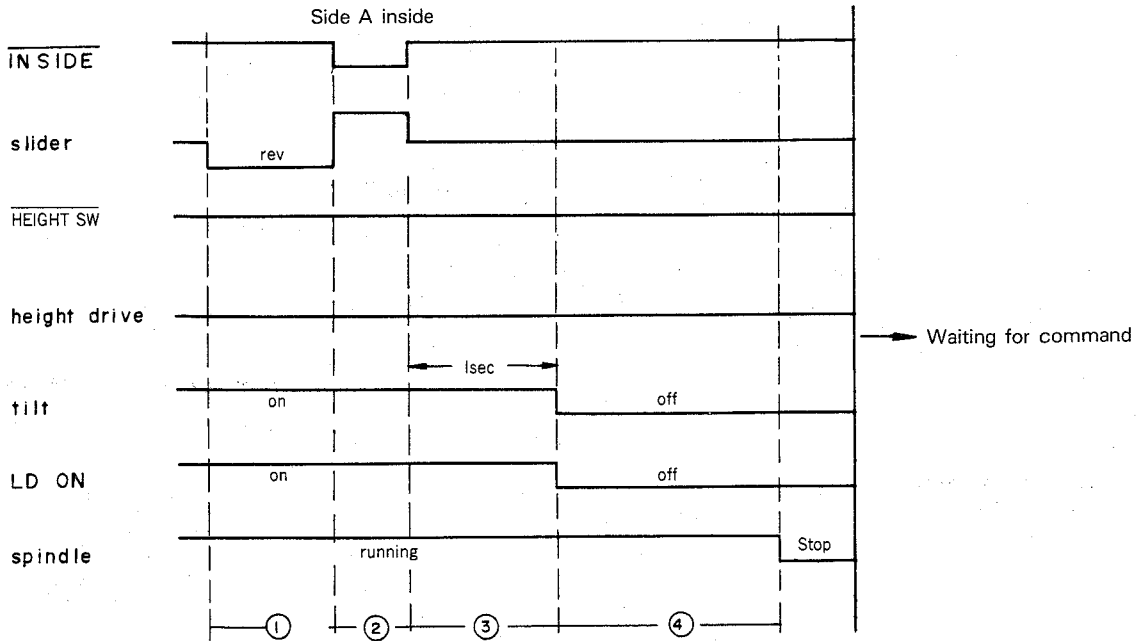 Side A inside
INSIDE
slider
rev
HEIGHT SW
height drive
Waiting for command
1sec
tilt
on
off
LD ON
on
off
spindle
running
Stop
① ② ③ ④